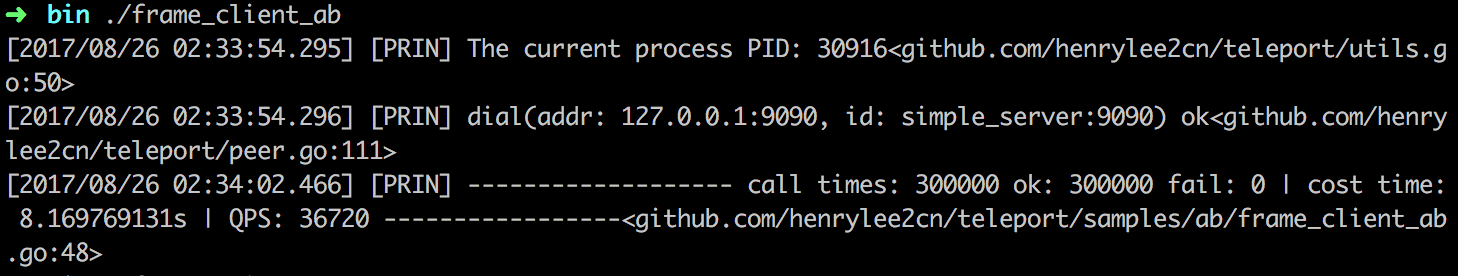 ➜ bin ./frame_client_ab
[2017/08/26 02:33:54.295] [PRIN] The current process PID: 30916<github.com/henrylee2cn/teleport/utils.g
o:50>
[2017/08/26 02:33:54.296] [PRIN] dial(addr: 127.0.0.1:9090, id: simple_server:9090) ok<github.com/henry
lee2cn/teleport/peer.go:111>
[2017/08/26 02:34:02.466] [PRIN] ------------------- call times: 300000 ok: 300000 fail: 0 | cost time:
 8.169769131s | QPS: 36720 -----------------<github.com/henrylee2cn/teleport/samples/ab/frame_client_ab
.go:48>